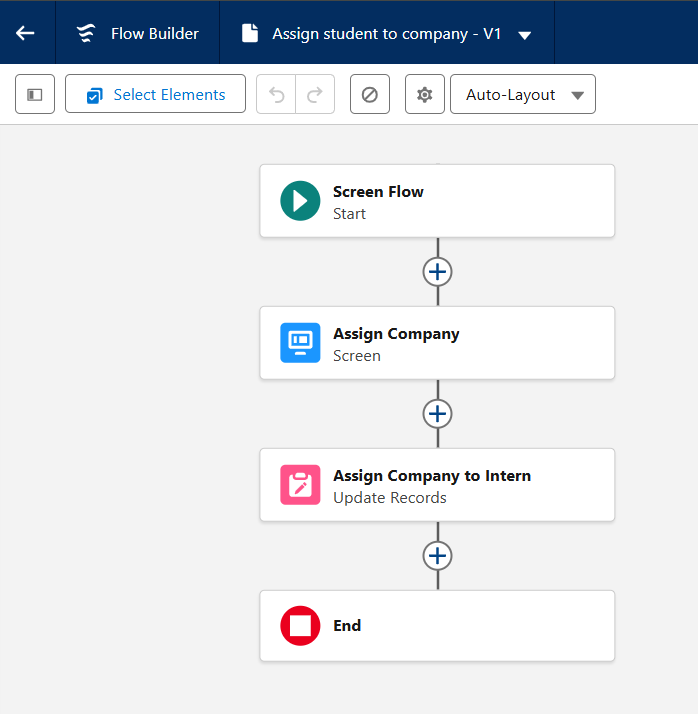 Flow Builder
Assign student to company - V1
Select Elements
Auto-Layout
Screen Flow
Start
Assign Company
Screen
Assign Company to Intern
Update Records
End